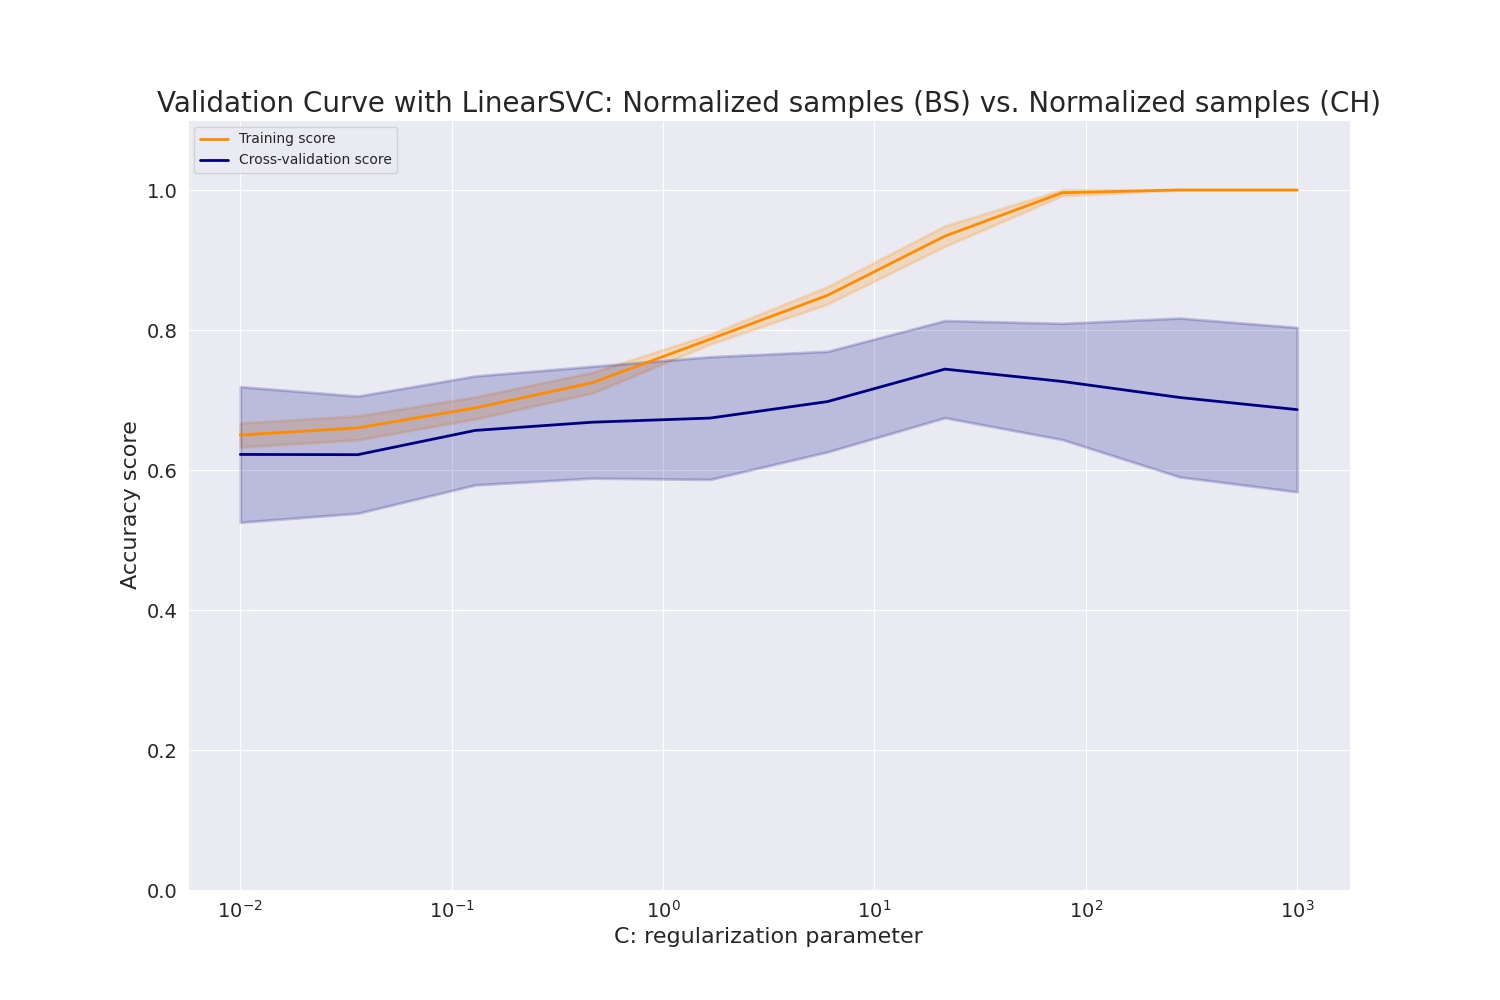 Validation Curve with LinearSVC: Normalized samples (BS) vs. Normalized samples (CH)
Training score
Cross-validation score
1.0
0.8
0.6
0.4
0.2
0.0
Accuracy score
10⁻² 10⁻¹ 10⁰ 10¹ 10² 10³
C: regularization parameter